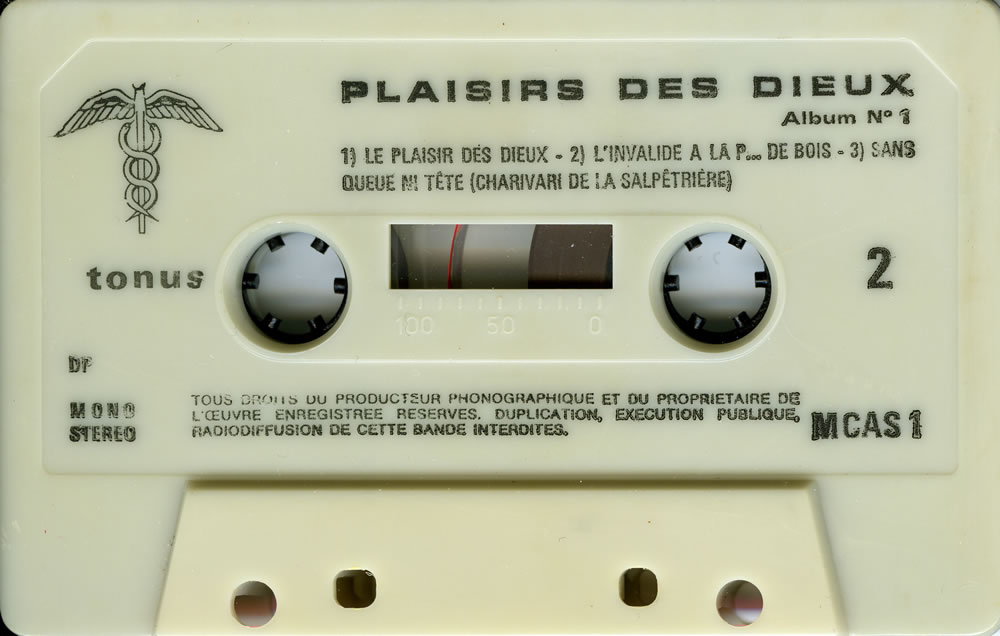 PLAISIRS DES DIEUX
Album N° 1
1) LE PLAISIR DES DIEUX - 2) L'INVALIDE A LA P... DE BOIS - 3) SANS
QUEUE NI TÊTE (CHARIVARI DE LA SALPÊTRIÈRE)
tonus
2
100 50 0
DP
MONO
STEREO
TOUS DROITS DU PRODUCTEUR PHONOGRAPHIQUE ET DU PROPRIETAIRE DE
L'ŒUVRE ENREGISTREE RESERVES. DUPLICATION, EXECUTION PUBLIQUE,
RADIODIFFUSION DE CETTE BANDE INTERDITES.
MCAS 1